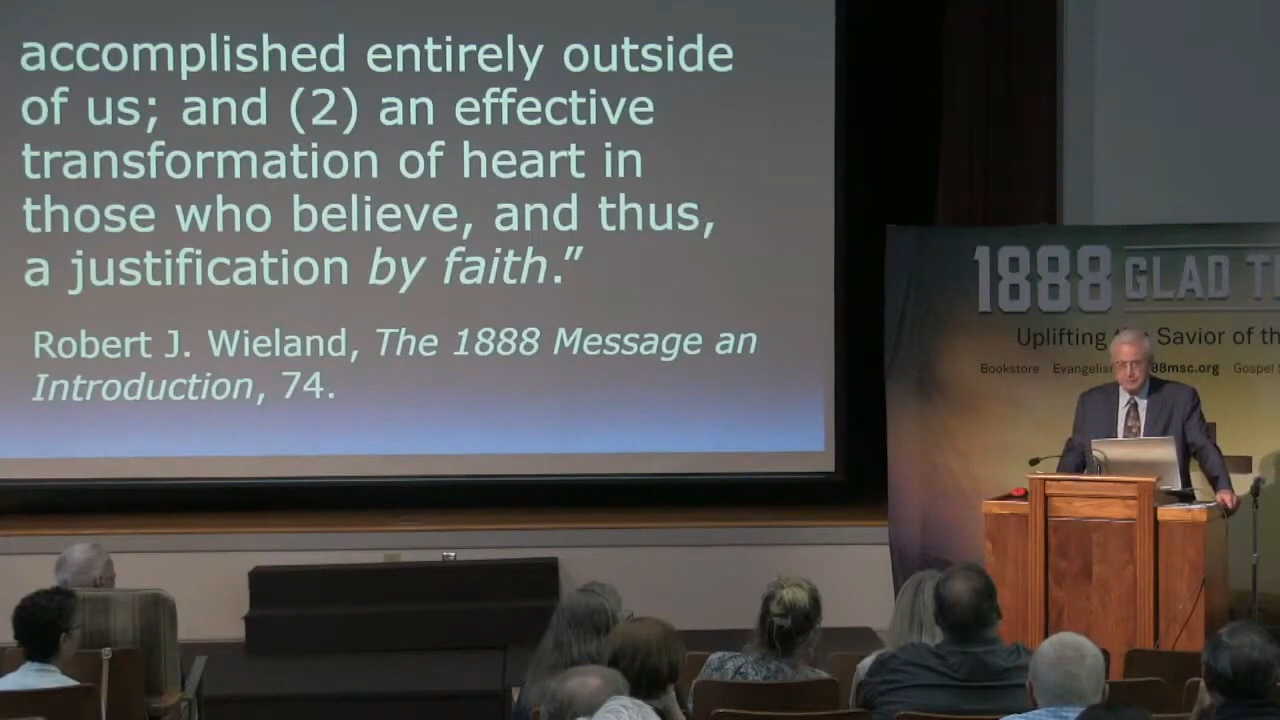 accomplished entirely outside
of us; and (2) an effective
transformation of heart in
those who believe, and thus,
a justification by faith.”
Robert J. Wieland, The 1888 Message an
Introduction, 74.
1888 GLAD
Uplifting Savior of
Bookstore 88msc.org Gospel